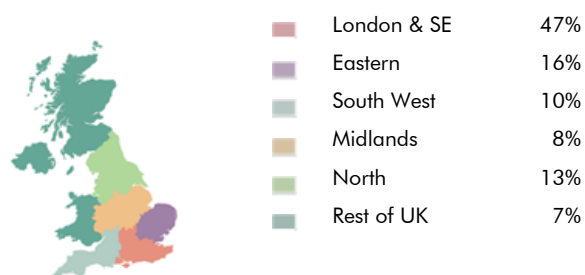 London & SE 47%
Eastern 16%
South West 10%
Midlands 8%
North 13%
Rest of UK 7%